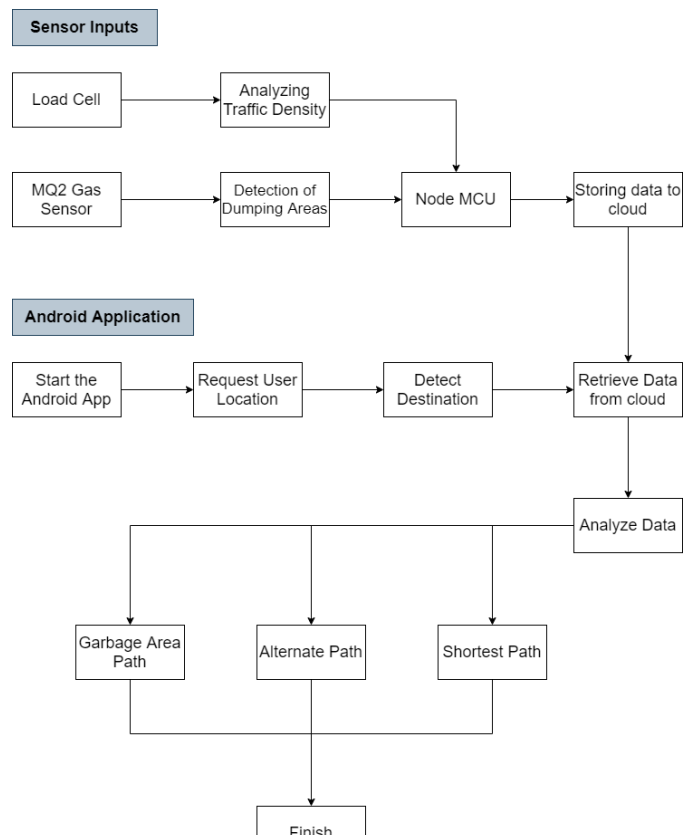 Sensor Inputs
Load Cell
Analyzing
Traffic Density
MQ2 Gas
Sensor
Detection of
Dumping Areas
Node MCU
Storing data to
cloud
Android Application
Start the
Android App
Request User
Location
Detect
Destination
Retrieve Data
from cloud
Analyze Data
Garbage Area
Path
Alternate Path
Shortest Path
Finish